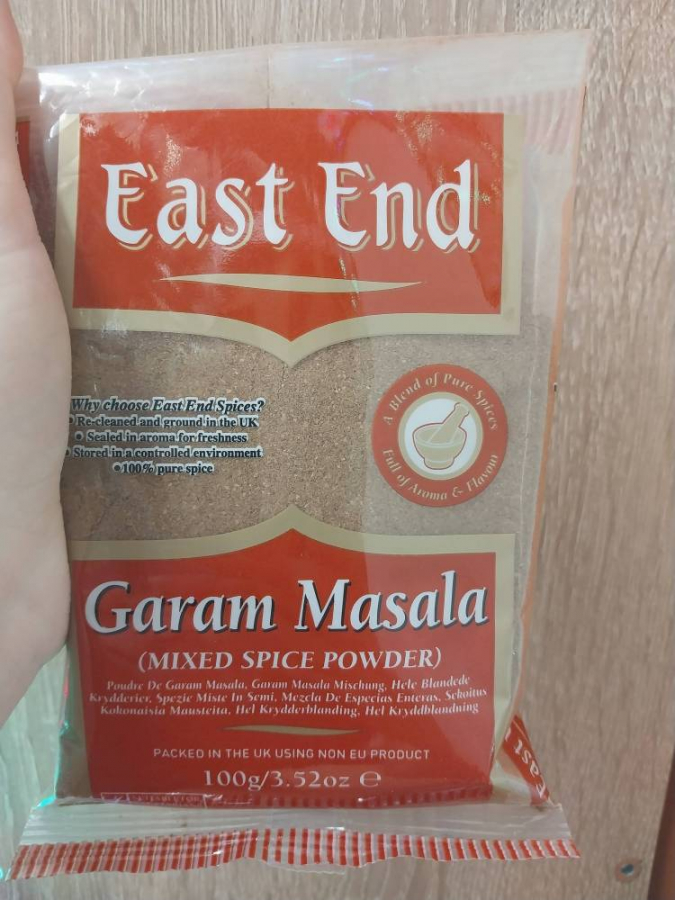 East End
Why choose East End Spices?
• Re-cleaned and ground in the UK
• Sealed in aroma for freshness
• Stored in a controlled environment
• 100% pure spice
A Blend of Pure Spices
Full of Aroma & Flavour
Garam Masala
(MIXED SPICE POWDER)
Poudre De Garam Masala, Garam Masala Mischung, Hele Blandede
Krydderier, Spezie Miste In Semi, Mezcla De Especias Enteras, Sekoitus
Kokonaisia Mausteita, Hel Krydderblanding, Hel Kryddblandning
PACKED IN THE UK USING NON EU PRODUCT
100g/3.52oz e
East